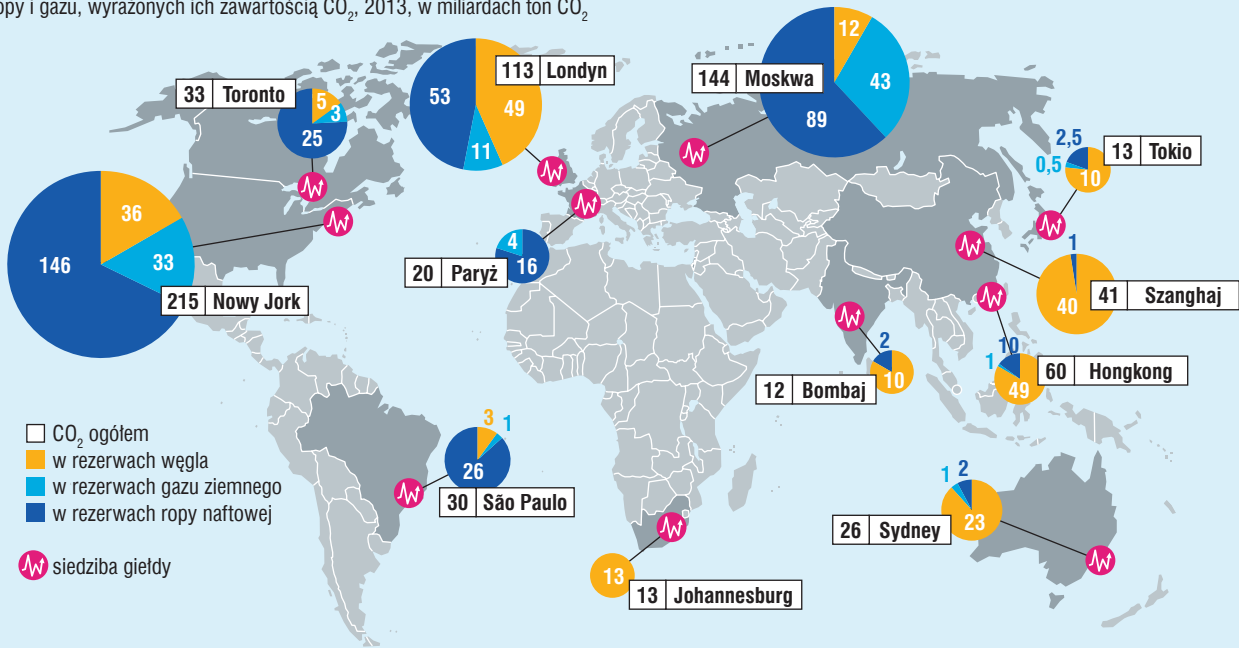 opy i gazu, wyrażonych ich zawartością CO₂, 2013, w miliardach ton CO₂
33 Toronto
5
3
25
113 Londyn
53
49
11
144 Moskwa
12
43
89
2,5
0,5
13 Tokio
10
146
36
33
215 Nowy Jork
4
16
20 Paryż
1
40
41 Szanghaj
2
10
12 Bombaj
10
1
49
60 Hongkong
3
1
26
30 São Paulo
1
2
23
26 Sydney
13
13 Johannesburg
CO₂ ogółem
w rezerwach węgla
w rezerwach gazu ziemnego
w rezerwach ropy naftowej
siedziba giełdy